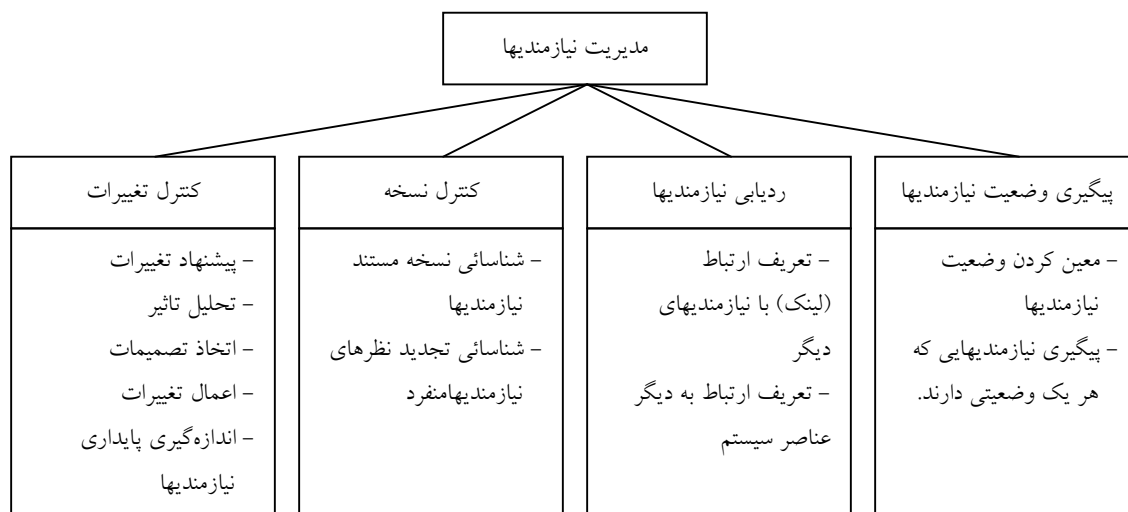 مدیریت نیازمندیها
پیگیری وضعیت نیازمندیها
– معین کردن وضعیت
نیازمندیها
– پیگیری نیازمندیهایی که
هر یک وضعیتی دارند.
ردیابی نیازمندیها
– تعریف ارتباط
(لینک) با نیازمندیهای
دیگر
– تعریف ارتباط به دیگر
عناصر سیستم
کنترل نسخه
– شناسائی نسخه مستند
نیازمندیها
– شناسائی تجدید نظرهای
نیازمندیهامنفرد
کنترل تغییرات
– پیشنهاد تغییرات
– تحلیل تاثیر
– اتخاذ تصمیمات
– اعمال تغییرات
– اندازه‌گیری پایداری
نیازمندیها